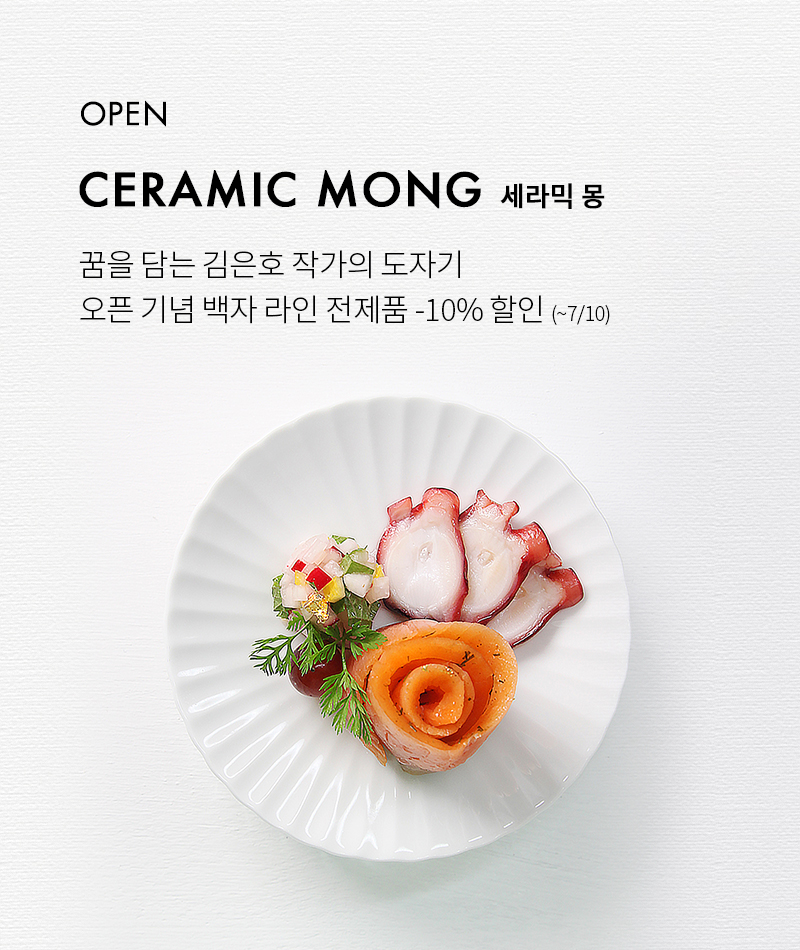 OPEN
CERAMIC MONG 세라믹 몽
꿈을 담는 김은호 작가의 도자기
오픈 기념 백자 라인 전제품 -10% 할인 (~7/10)